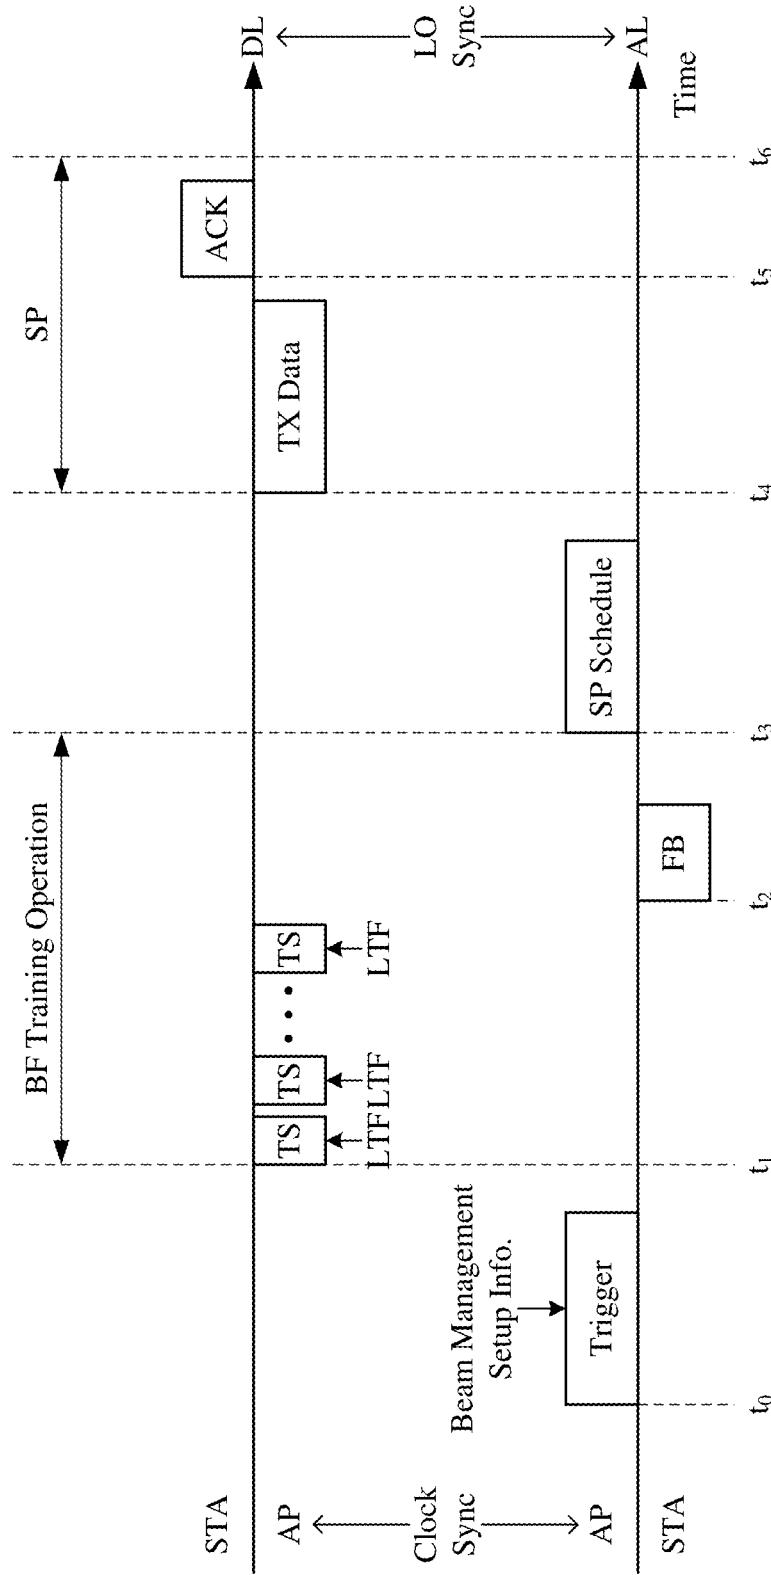 BF Training Operation
SP
STA
ACK
DL
AP
TS
TS
TS
TX Data
LTF
LTF
LTF
Clock
Sync
LO
Sync
Beam Management
Setup Info.
AP
Trigger
SP Schedule
AL
STA
FB
Time
t0
t1
t2
t3
t4
t5
t6